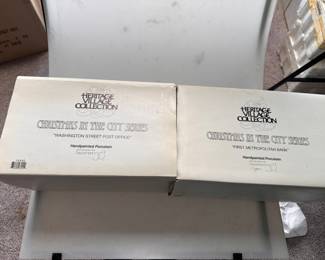 HERITAGE
VILLAGE
COLLECTION
CHRISTMAS IN THE CITY SERIES
"WASHINGTON STREET POST OFFICE"
Handpainted Porcelain
HERITAGE
VILLAGE
COLLECTION
CHRISTMAS IN THE CITY SERIES
"FIRST METROPOLITAN BANK"
Handpainted Porcelain